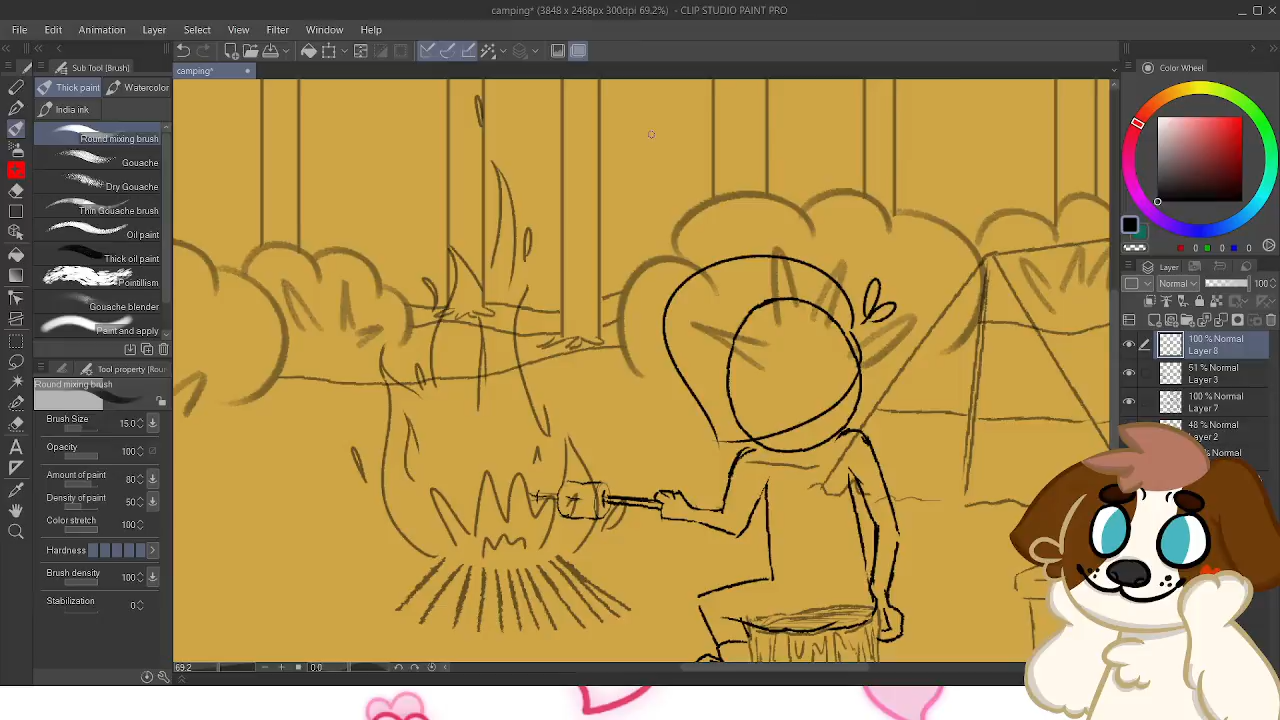 camping* (3848 x 2468px 300dpi 69.2%) - CLIP STUDIO PAINT PRO
File Edit Animation Layer Select View Filter Window Help
Sub Tool [Brush]
camping*
Color Wheel
Thick paint
Watercolor
India ink
Round mixing brush
Gouache
Dry Gouache
Thin Gouache brush
Oil paint
Thick oil paint
Pointillism
Gouache blender
Paint and apply
Tool property [Roun
Round mixing brush
Brush Size 15.0
Opacity 100
Amount of paint 80
Density of paint 50
Color stretch 100
Hardness
Brush density 100
Stabilization 0
69.2
0.0
0 0 0
Layer
Normal 100
100 % Normal
Layer 8
51 % Normal
Layer 3
100 % Normal
Layer 7
48 % Normal